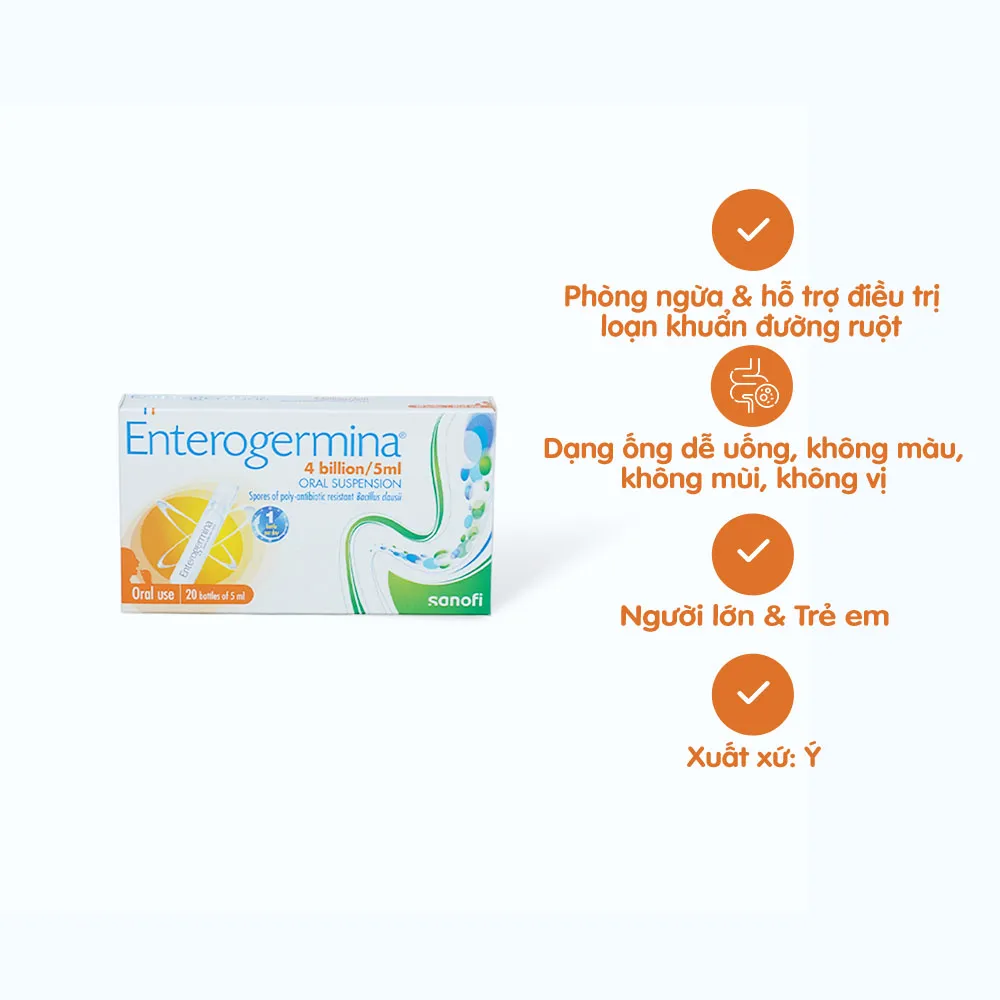 Enterogermina®
4 billion/5ml
ORAL SUSPENSION
Spores of poly-antibiotic resistant Bacillus clausii
1
Enterogermina
Oral use
20 bottles of 5 ml
sanofi
Phòng ngừa & hỗ trợ điều trị
loạn khuẩn đường ruột
Dạng ống dễ uống, không màu,
không mùi, không vị
Người lớn & Trẻ em
Xuất xứ: Ý